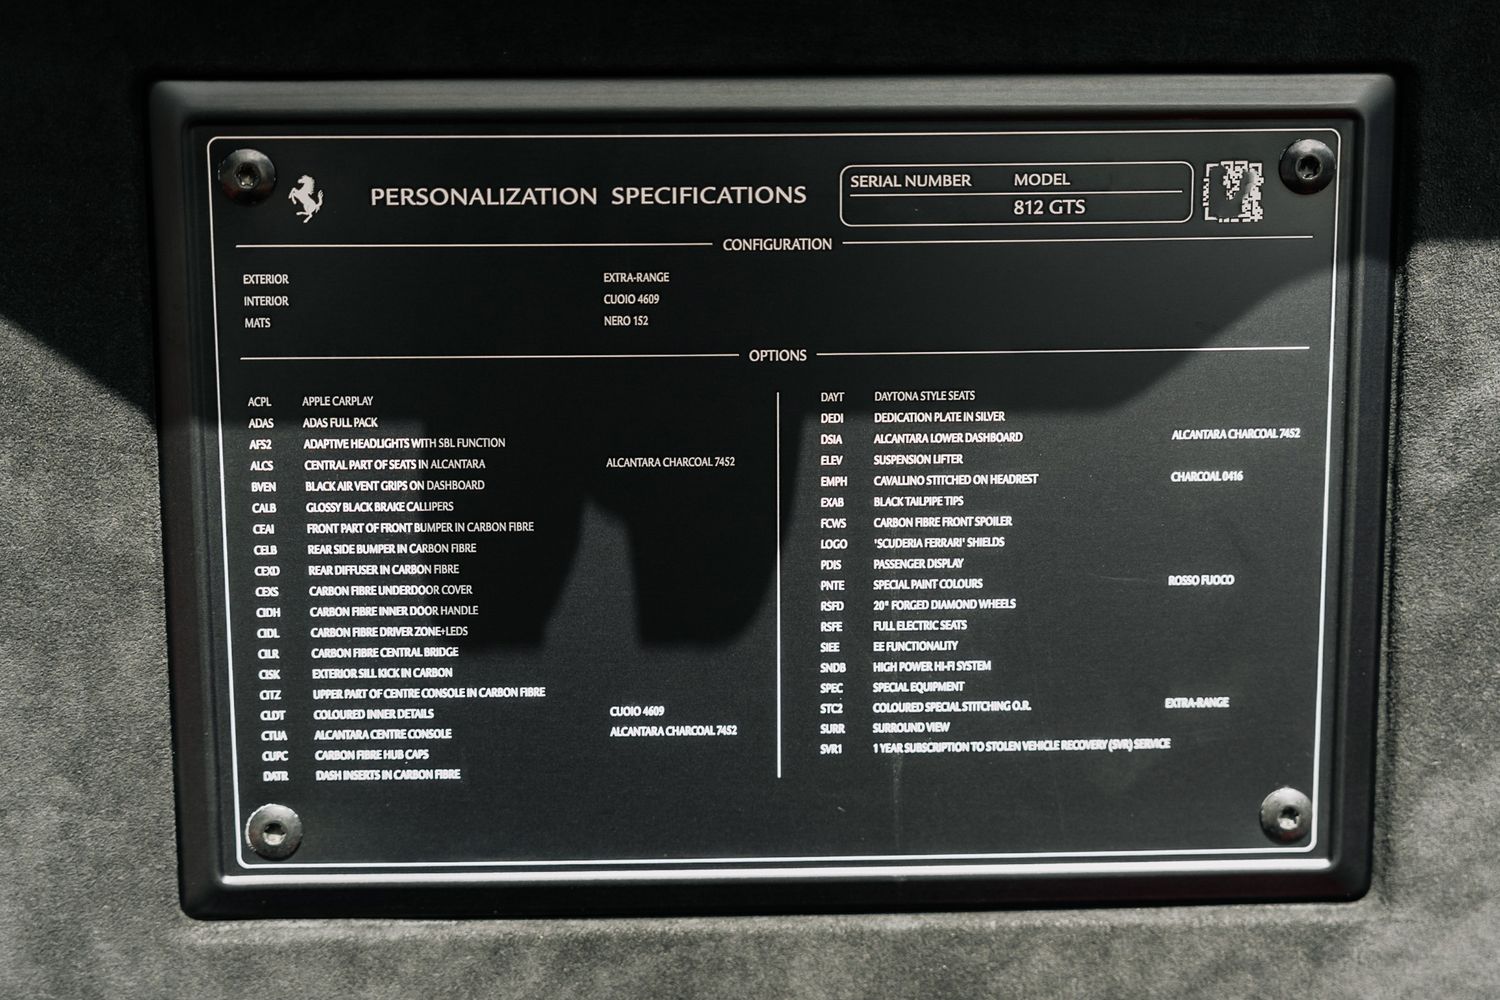 PERSONALIZATION SPECIFICATIONS
SERIAL NUMBER MODEL
812 GTS
CONFIGURATION
EXTERIOR EXTRA-RANGE
INTERIOR CUOIO 4609
MATS NERO 152
OPTIONS
ACPL APPLE CARPLAY
ADAS ADAS FULL PACK
AFS2 ADAPTIVE HEADLIGHTS WITH SBL FUNCTION
ALCS CENTRAL PART OF SEATS IN ALCANTARA ALCANTARA CHARCOAL 7452
BVEN BLACK AIR VENT GRIPS ON DASHBOARD
CALB GLOSSY BLACK BRAKE CALLIPERS
CEAI FRONT PART OF FRONT BUMPER IN CARBON FIBRE
CELB REAR SIDE BUMPER IN CARBON FIBRE
CEXD REAR DIFFUSER IN CARBON FIBRE
CEXS CARBON FIBRE UNDERDOOR COVER
CIDH CARBON FIBRE INNER DOOR HANDLE
CIDL CARBON FIBRE DRIVER ZONE+LEDS
CILR CARBON FIBRE CENTRAL BRIDGE
CISK EXTERIOR SILL KICK IN CARBON
CITZ UPPER PART OF CENTRE CONSOLE IN CARBON FIBRE
CLDT COLOURED INNER DETAILS CUOIO 4609
CTUA ALCANTARA CENTRE CONSOLE ALCANTARA CHARCOAL 7452
CUFC CARBON FIBRE HUB CAPS
DATR DASH INSERTS IN CARBON FIBRE
DAYT DAYTONA STYLE SEATS
DEDI DEDICATION PLATE IN SILVER
DSIA ALCANTARA LOWER DASHBOARD ALCANTARA CHARCOAL 7452
ELEV SUSPENSION LIFTER
EMPH CAVALLINO STITCHED ON HEADREST CHARCOAL 0416
EXAB BLACK TAILPIPE TIPS
FCWS CARBON FIBRE FRONT SPOILER
LOGO 'SCUDERIA FERRARI' SHIELDS
PDIS PASSENGER DISPLAY
PNTE SPECIAL PAINT COLOURS ROSSO FUOCO
RSFD 20" FORGED DIAMOND WHEELS
RSFE FULL ELECTRIC SEATS
SIEE EE FUNCTIONALITY
SNDB HIGH POWER HI-FI SYSTEM
SPEC SPECIAL EQUIPMENT
STC2 COLOURED SPECIAL STITCHING O.R. EXTRA-RANGE
SURR SURROUND VIEW
SVR1 1 YEAR SUBSCRIPTION TO STOLEN VEHICLE RECOVERY (SVR) SERVICE